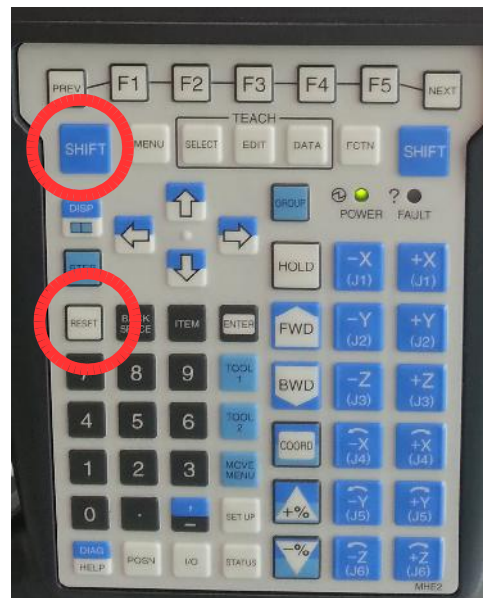 PREV F1 F2 F3 F4 F5 NEXT
TEACH
SHIFT MENU SELECT EDIT DATA FCTN SHIFT
DISP GROUP POWER ? FAULT
STEP HOLD -X (J1) +X (J1)
RESET BACK SPACE ITEM ENTER FWD -Y (J2) +Y (J2)
7 8 9 TOOL 1 BWD -Z (J3) +Z (J3)
4 5 6 TOOL 2 COORD -X (J4) +X (J4)
1 2 3 MOVE MENU +% -Y (J5) +Y (J5)
0 . , - SET UP
DIAG HELP POSN I/O STATUS -% -Z (J6) +Z (J6)
MHE2